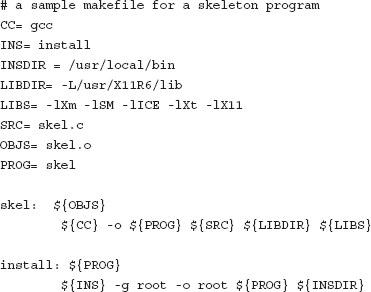 # a sample makefile for a skeleton program
CC= gcc
INS= install
INSDIR = /usr/local/bin
LIBDIR= -L/usr/X11R6/lib
LIBS= -lXm -lSM -lICE -lXt -lX11
SRC= skel.c
OBJS= skel.o
PROG= skel
skel:  ${OBJS}
        ${CC} -o ${PROG} ${SRC} ${LIBDIR} ${LIBS}
install: ${PROG}
        ${INS} -g root -o root ${PROG} ${INSDIR}